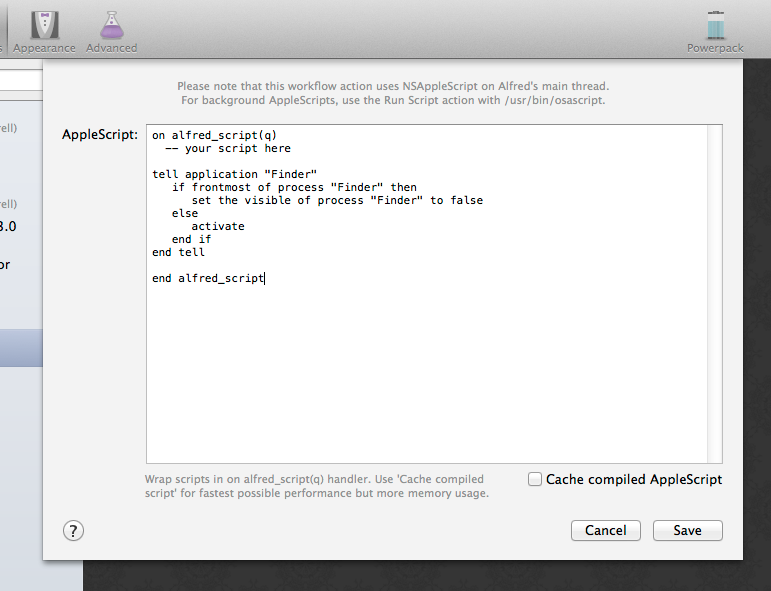 Appearance
Advanced
Powerpack
Please note that this workflow action uses NSAppleScript on Alfred's main thread.
For background AppleScripts, use the Run Script action with /usr/bin/osascript.
AppleScript:
on alfred_script(q)
-- your script here
tell application "Finder"
if frontmost of process "Finder" then
set the visible of process "Finder" to false
else
activate
end if
end tell
end alfred_script
ell)
ell)
3.0
or
Wrap scripts in on alfred_script(q) handler. Use 'Cache compiled
script' for fastest possible performance but more memory usage.
Cache compiled AppleScript
?
Cancel
Save